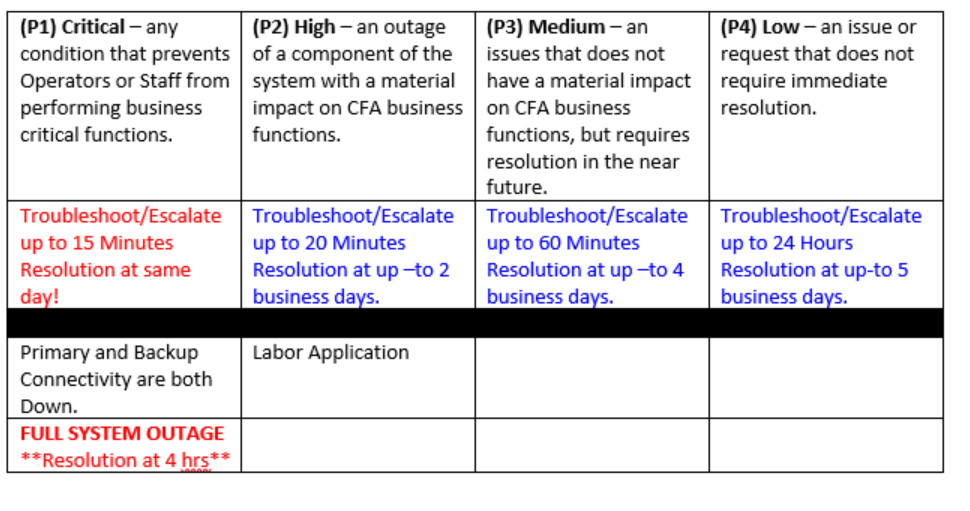 (P1) Critical – any
condition that prevents
Operators or Staff from
performing business
critical functions.
(P2) High – an outage
of a component of the
system with a material
impact on CFA business
functions.
(P3) Medium – an
issues that does not
have a material impact
on CFA business
functions, but requires
resolution in the near
future.
(P4) Low – an issue or
request that does not
require immediate
resolution.
Troubleshoot/Escalate
up to 15 Minutes
Resolution at same
day!
Troubleshoot/Escalate
up to 20 Minutes
Resolution at up –to 2
business days.
Troubleshoot/Escalate
up to 60 Minutes
Resolution at up –to 4
business days.
Troubleshoot/Escalate
up to 24 Hours
Resolution at up-to 5
business days.
Primary and Backup
Connectivity are both
Down.
Labor Application
FULL SYSTEM OUTAGE
**Resolution at 4 hrs**